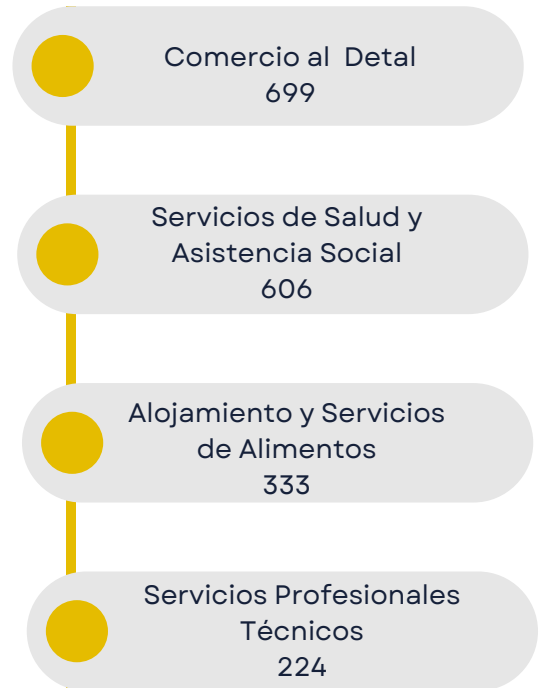 Comercio al Detal
699
Servicios de Salud y
Asistencia Social
606
Alojamiento y Servicios
de Alimentos
333
Servicios Profesionales
Técnicos
224